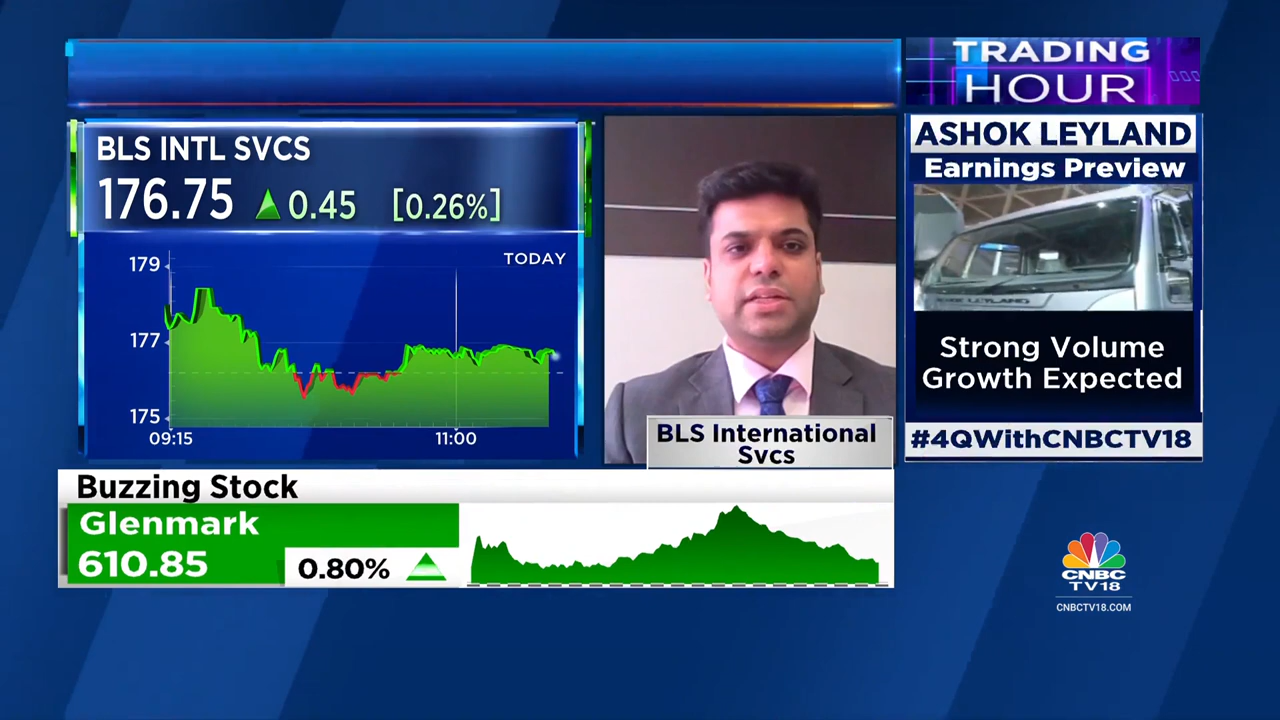 TRADING
HOUR
BLS INTL SVCS
176.75 ▲ 0.45 [0.26%]
TODAY
179
177
175
09:15 11:00
BLS International
Svcs
ASHOK LEYLAND
Earnings Preview
ASHOK LEYLAND
Strong Volume
Growth Expected
#4QWithCNBCTV18
Buzzing Stock
Glenmark
610.85
0.80%
CNBC
TV18
CNBCTV18.COM